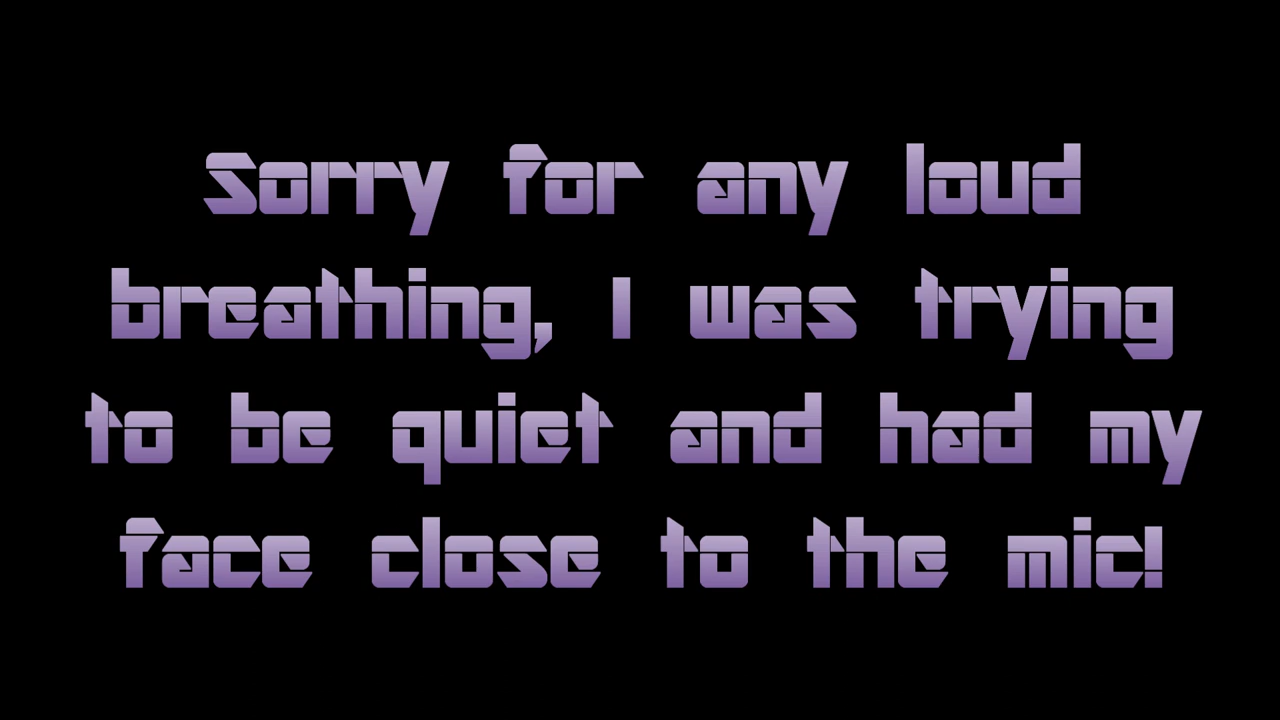 Sorry for any loud
breathing, I was trying
to be quiet and had my
face close to the mic!